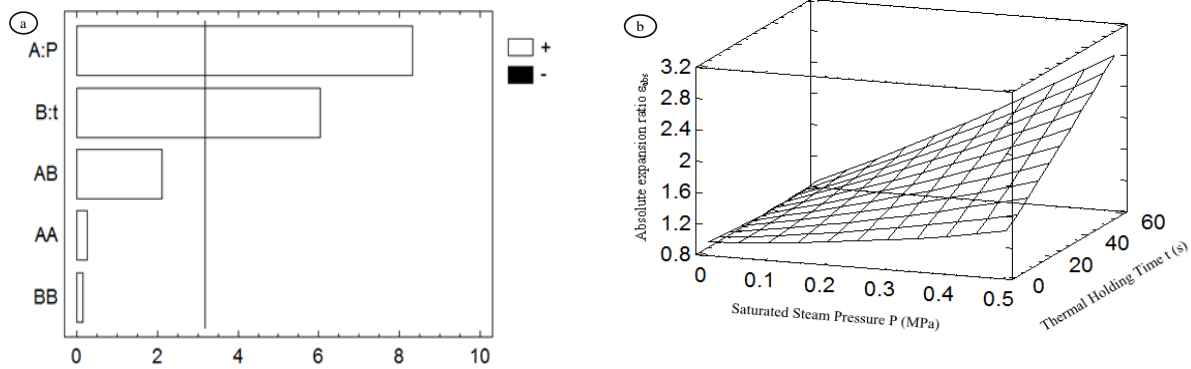 a
A:P
B:t
AB
AA
BB
0 2 4 6 8 10
+
-
b
Absolute expansion ratio εabs
3.2
2.8
2.4
2
1.6
1.2
0.8
0 0.1 0.2 0.3 0.4 0.5
Saturated Steam Pressure P (MPa)
0 20 40 60
Thermal Holding Time t (s)